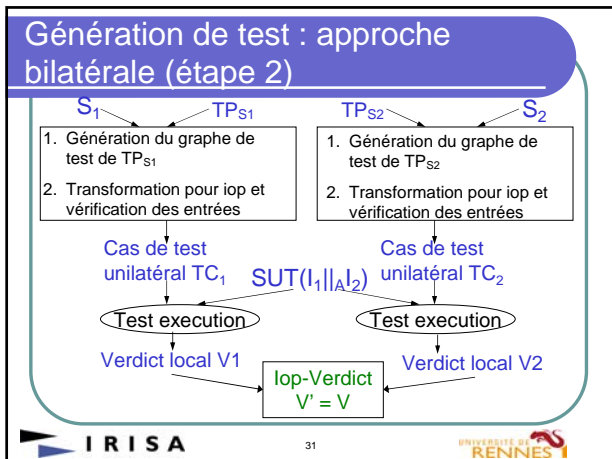 Génération de test : approche
bilatérale (étape 2)
S1 TPS1 TPS2 S2
1. Génération du graphe de
test de TPS1
2. Transformation pour iop et
vérification des entrées
1. Génération du graphe de
test de TPS2
2. Transformation pour iop et
vérification des entrées
Cas de test
unilatéral TC1
Cas de test
unilatéral TC2
SUT(I1||AI2)
Test execution
Test execution
Verdict local V1
Verdict local V2
Iop-Verdict
V' = V
IRISA
31
UNIVERSITÉ DE
RENNES 1